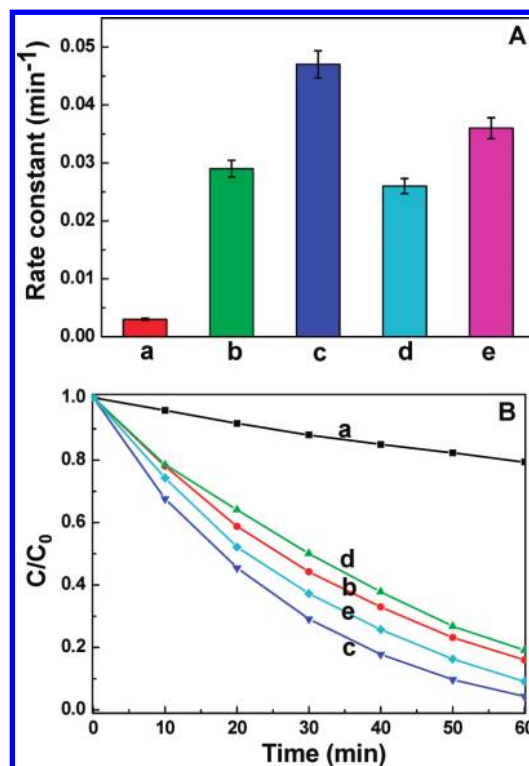 A
Rate constant (min⁻¹)
0.05
0.04
0.03
0.02
0.01
0.00
a b c d e
B
C/C₀
1.0
0.8
0.6
0.4
0.2
0.0
a
d
b
e
c
0 10 20 30 40 50 60
Time (min)